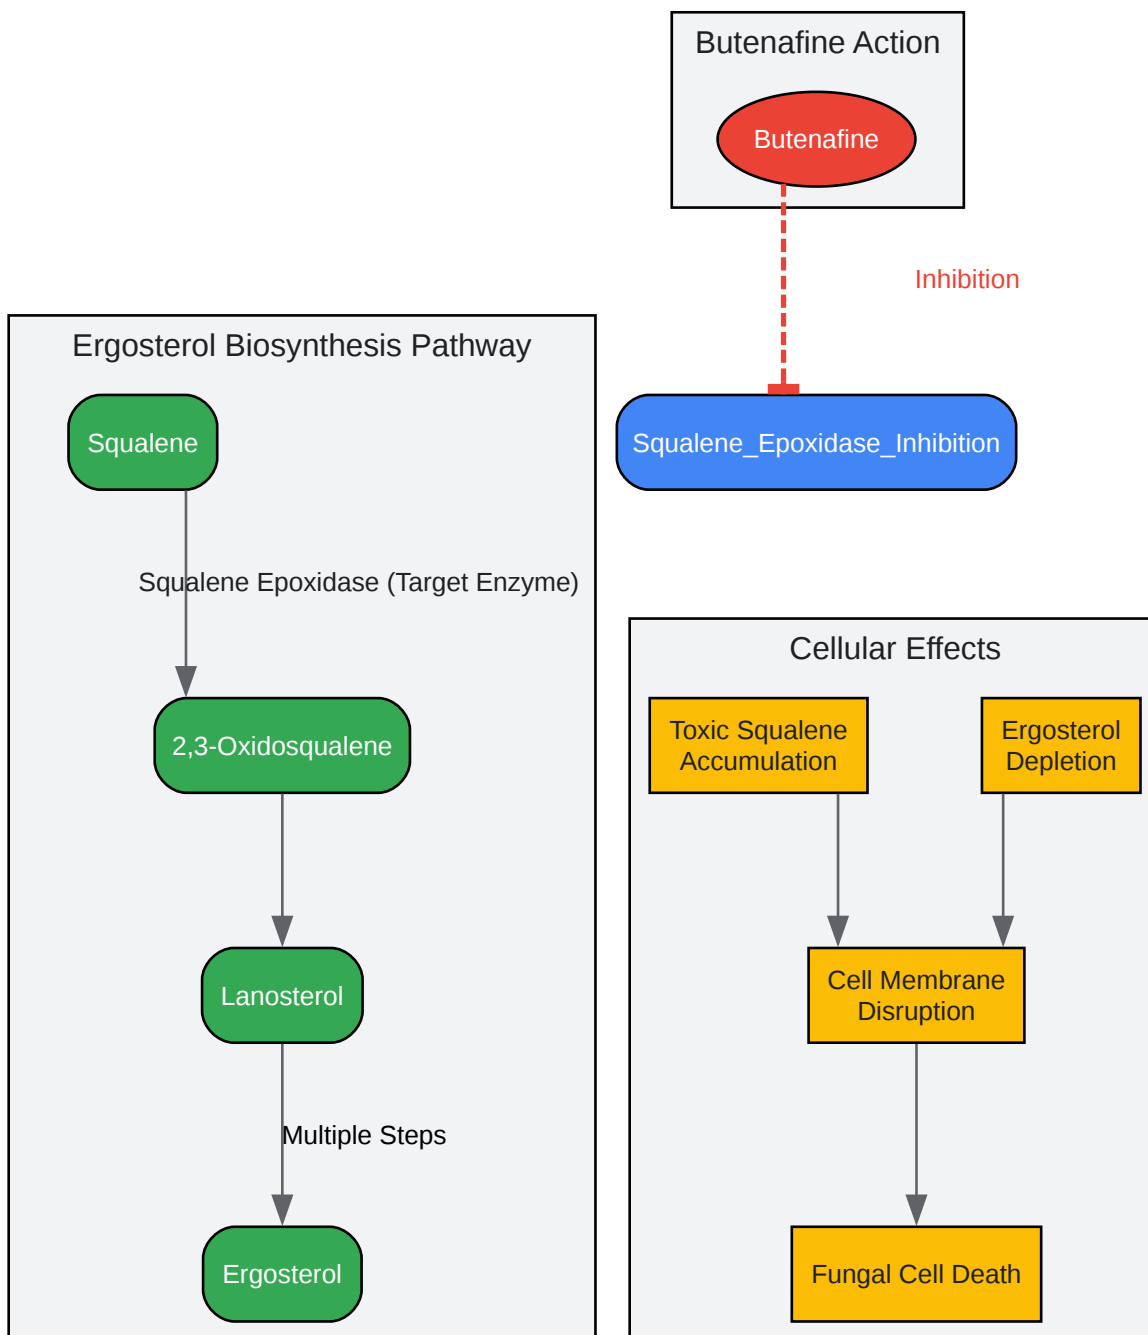 Butenafine Action
Butenafine
Inhibition
Ergosterol Biosynthesis Pathway
Squalene
Squalene_Epoxidase_Inhibition
Squalene Epoxidase (Target Enzyme)
2,3-Oxidosqualene
Lanosterol
Multiple Steps
Ergosterol
Cellular Effects
Toxic Squalene
Accumulation
Ergosterol
Depletion
Cell Membrane
Disruption
Fungal Cell Death